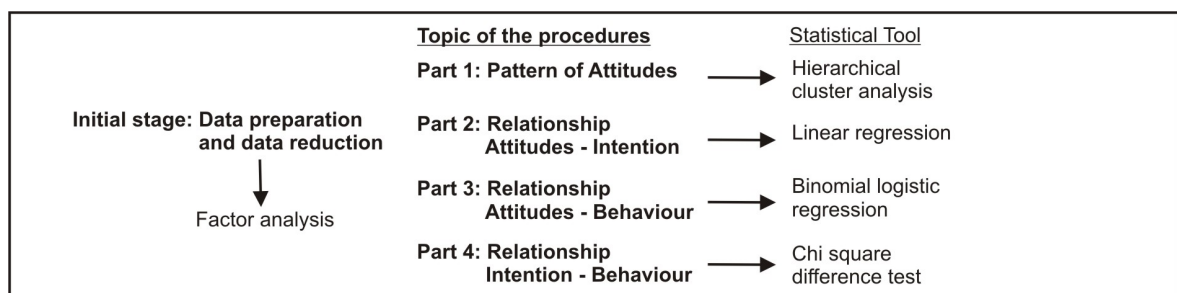 Topic of the procedures
Statistical Tool
Part 1: Pattern of Attitudes
Hierarchical
cluster analysis
Initial stage: Data preparation
and data reduction
Factor analysis
Part 2: Relationship
Attitudes - Intention
Linear regression
Part 3: Relationship
Attitudes - Behaviour
Binomial logistic
regression
Part 4: Relationship
Intention - Behaviour
Chi square
difference test